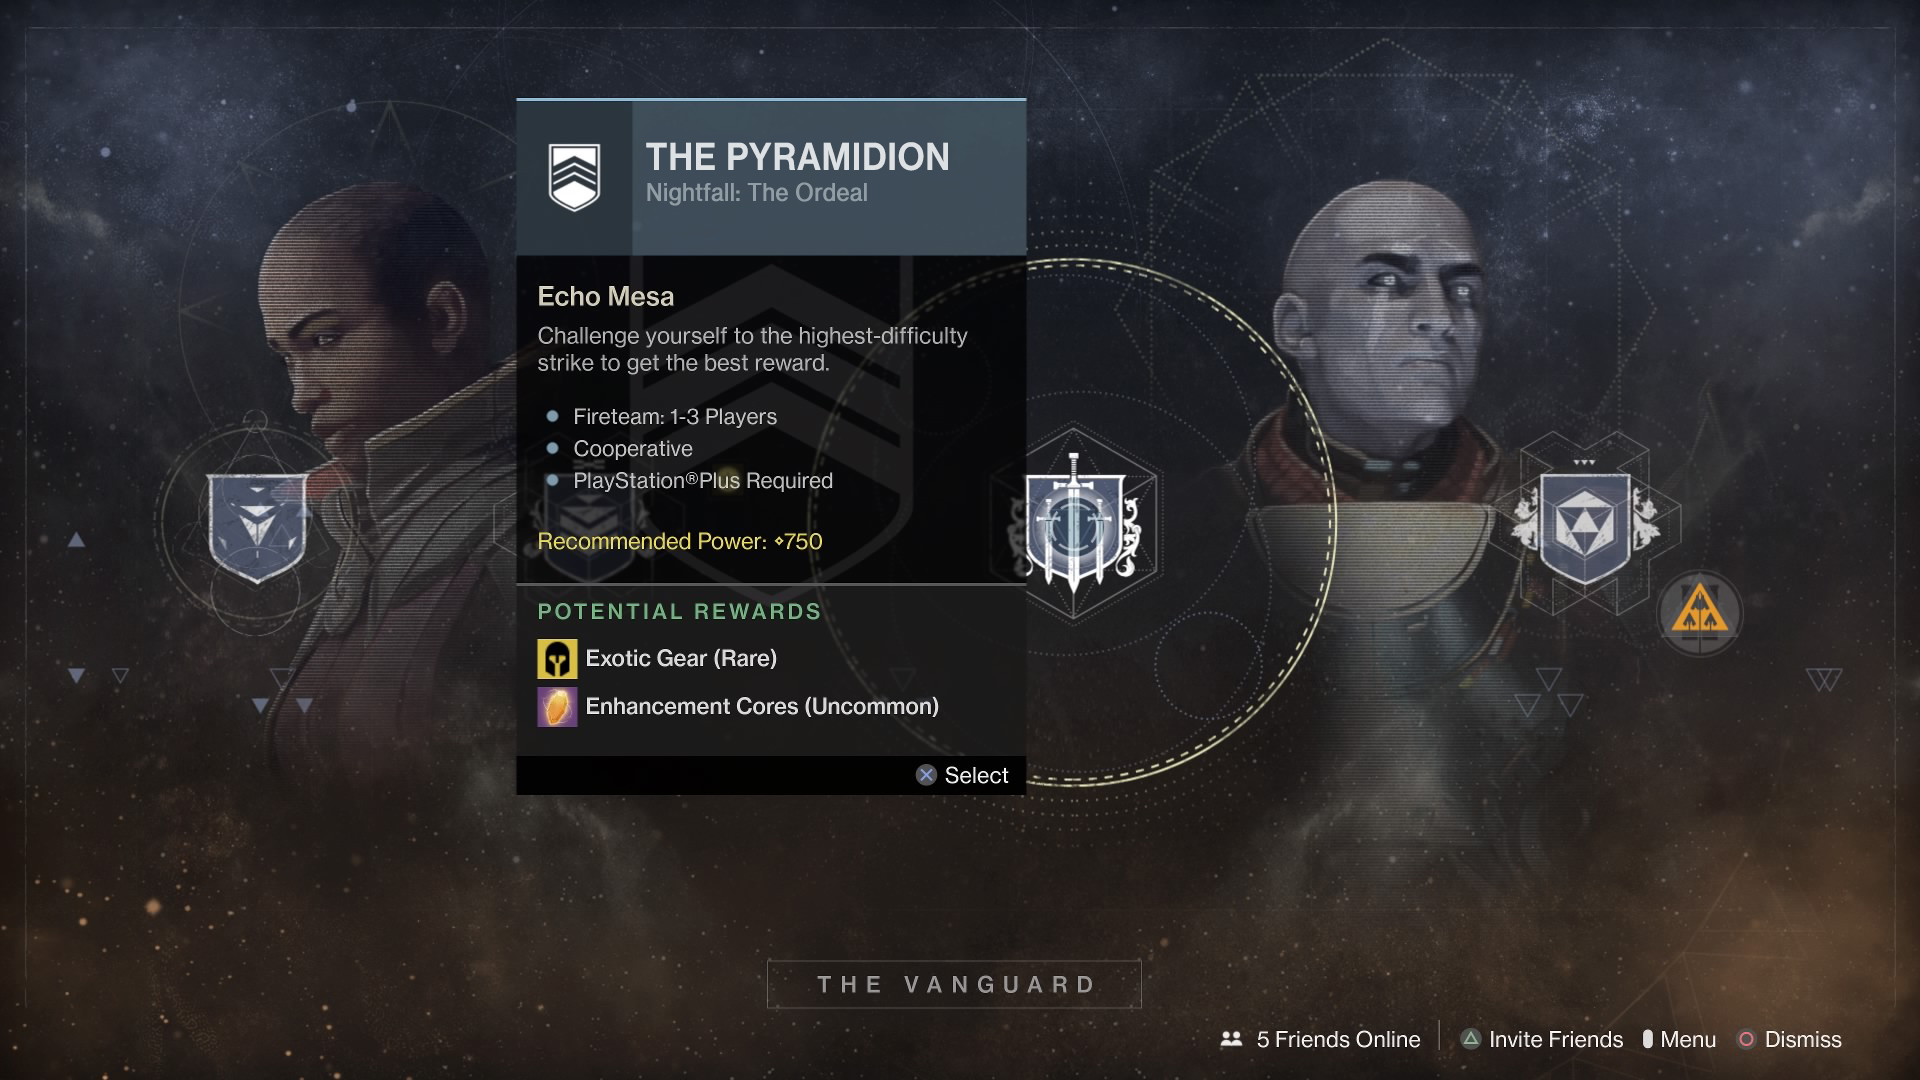 THE PYRAMIDION
Nightfall: The Ordeal
Echo Mesa
Challenge yourself to the highest-difficulty
strike to get the best reward.
Fireteam: 1-3 Players
Cooperative
PlayStation®Plus Required
Recommended Power: ⬥750
POTENTIAL REWARDS
Exotic Gear (Rare)
Enhancement Cores (Uncommon)
Select
THE VANGUARD
5 Friends Online
Invite Friends
Menu
Dismiss